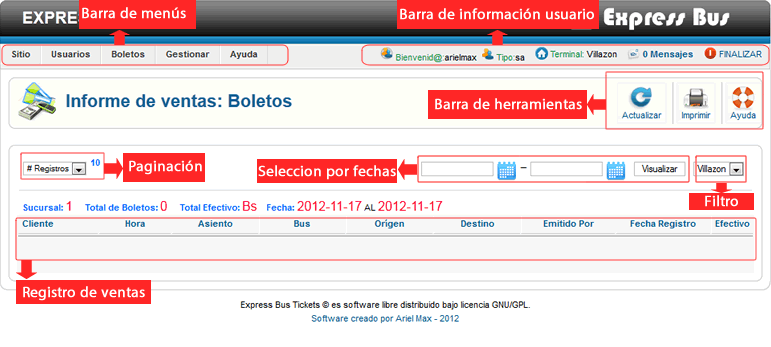 Barra de menús
Barra de información usuario
EXPRE
Express Bus
Sitio Usuarios Boletos Gestionar Ayuda
Bienvenid@ arielmax Tipo:sa Terminal: Villazon 0 Mensajes FINALIZAR
Informe de ventas: Boletos
Barra de herramientas
Actualizar Imprimir Ayuda
# Registros 10
Paginación
Seleccion por fechas
– Visualizar Villazon
Filtro
Sucursal: 1 Total de Boletos: 0 Total Efectivo: Bs Fecha: 2012-11-17 AL 2012-11-17
Cliente Hora Asiento Bus Origen Destino Emitido Por Fecha Registro Efectivo
Registro de ventas
Express Bus Tickets © es software libre distribuido bajo licencia GNU/GPL.
Software creado por Ariel Max - 2012